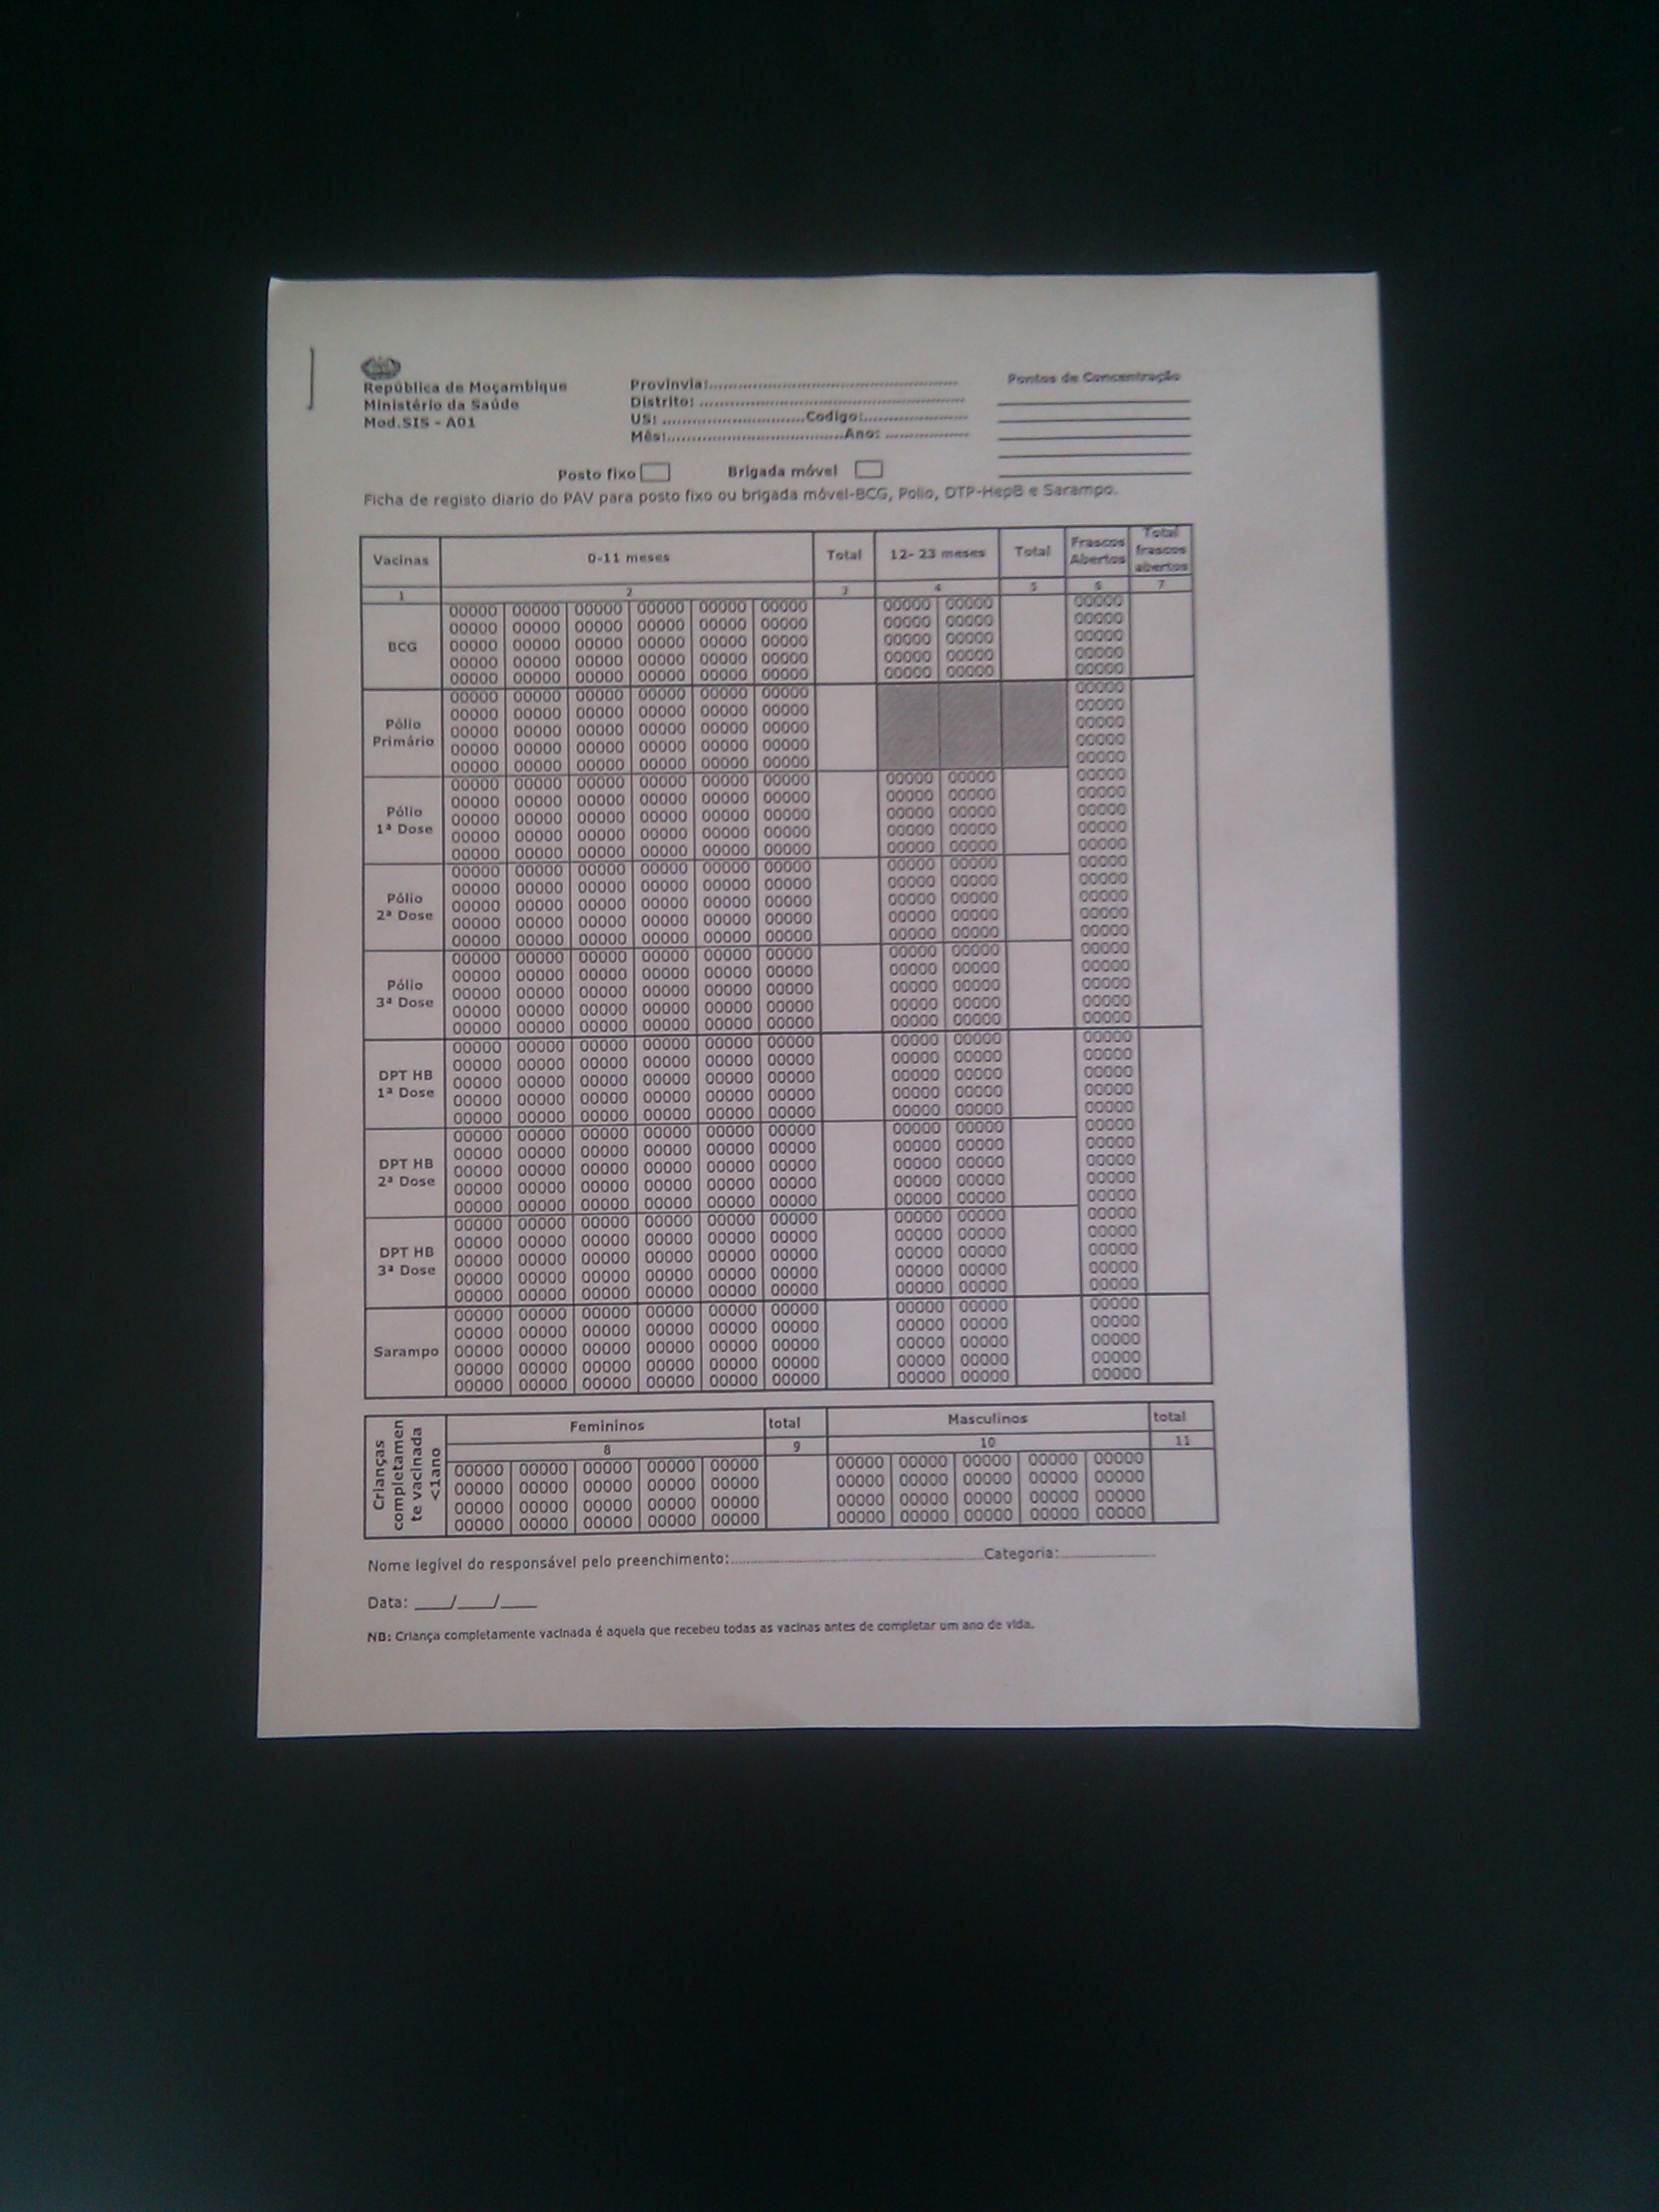 República de Moçambique
Ministério da Saúde
Mod.SIS - A01
Provinvia:..................................................
Distrito: ..................................................
US: ............................Codigo:....................
Mês:..................................Ano: ................
Pontos de Concentração
Posto fixo Brigada móvel
Ficha de registo diario do PAV para posto fixo ou brigada móvel-BCG, Polio, DTP-HepB e Sarampo.
Vacinas 0-11 meses Total 12- 23 meses Total Frascos Abertos Total frascos abertos
1 2 3 4 5 6 7
00000 00000 00000 00000 00000 00000 00000 00000 00000
00000 00000 00000 00000 00000 00000 00000 00000 00000
BCG 00000 00000 00000 00000 00000 00000 00000 00000 00000
00000 00000 00000 00000 00000 00000 00000 00000 00000
00000 00000 00000 00000 00000 00000 00000 00000 00000
00000 00000 00000 00000 00000 00000 00000
Pólio 00000 00000 00000 00000 00000 00000 00000
00000 00000 00000 00000 00000 00000 00000
Primário 00000 00000 00000 00000 00000 00000 00000
00000 00000 00000 00000 00000 00000 00000
00000 00000 00000 00000 00000 00000 00000 00000 00000
00000 00000 00000 00000 00000 00000 00000 00000 00000
Pólio 00000 00000 00000 00000 00000 00000 00000 00000 00000
1ª Dose 00000 00000 00000 00000 00000 00000 00000 00000 00000
00000 00000 00000 00000 00000 00000 00000 00000 00000
00000 00000 00000 00000 00000 00000 00000 00000 00000
00000 00000 00000 00000 00000 00000 00000 00000 00000
Pólio 00000 00000 00000 00000 00000 00000 00000 00000 00000
2ª Dose 00000 00000 00000 00000 00000 00000 00000 00000 00000
00000 00000 00000 00000 00000 00000 00000 00000 00000
00000 00000 00000 00000 00000 00000 00000 00000 00000
00000 00000 00000 00000 00000 00000 00000 00000 00000
Pólio 00000 00000 00000 00000 00000 00000 00000 00000 00000
3ª Dose 00000 00000 00000 00000 00000 00000 00000 00000 00000
00000 00000 00000 00000 00000 00000 00000 00000 00000
00000 00000 00000 00000 00000 00000 00000 00000 00000
00000 00000 00000 00000 00000 00000 00000 00000 00000
DPT HB 00000 00000 00000 00000 00000 00000 00000 00000 00000
1ª Dose 00000 00000 00000 00000 00000 00000 00000 00000 00000
00000 00000 00000 00000 00000 00000 00000 00000 00000
00000 00000 00000 00000 00000 00000 00000 00000 00000
00000 00000 00000 00000 00000 00000 00000 00000 00000
DPT HB 00000 00000 00000 00000 00000 00000 00000 00000 00000
2ª Dose 00000 00000 00000 00000 00000 00000 00000 00000 00000
00000 00000 00000 00000 00000 00000 00000 00000 00000
00000 00000 00000 00000 00000 00000 00000 00000 00000
00000 00000 00000 00000 00000 00000 00000 00000 00000
DPT HB 00000 00000 00000 00000 00000 00000 00000 00000 00000
3ª Dose 00000 00000 00000 00000 00000 00000 00000 00000 00000
00000 00000 00000 00000 00000 00000 00000 00000 00000
00000 00000 00000 00000 00000 00000 00000 00000 00000
00000 00000 00000 00000 00000 00000 00000 00000 00000
Sarampo 00000 00000 00000 00000 00000 00000 00000 00000 00000
00000 00000 00000 00000 00000 00000 00000 00000 00000
00000 00000 00000 00000 00000 00000 00000 00000 00000
Crianças
completamen
te vacinada
<1ano
Femininos total Masculinos total
8 9 10 11
00000 00000 00000 00000 00000 00000 00000 00000 00000 00000
00000 00000 00000 00000 00000 00000 00000 00000 00000 00000
00000 00000 00000 00000 00000 00000 00000 00000 00000 00000
00000 00000 00000 00000 00000 00000 00000 00000 00000 00000
Nome legível do responsável pelo preenchimento:..................................................Categoria:....................
Data: ____/____/____
NB: Criança completamente vacinada é aquela que recebeu todas as vacinas antes de completar um ano de vida.